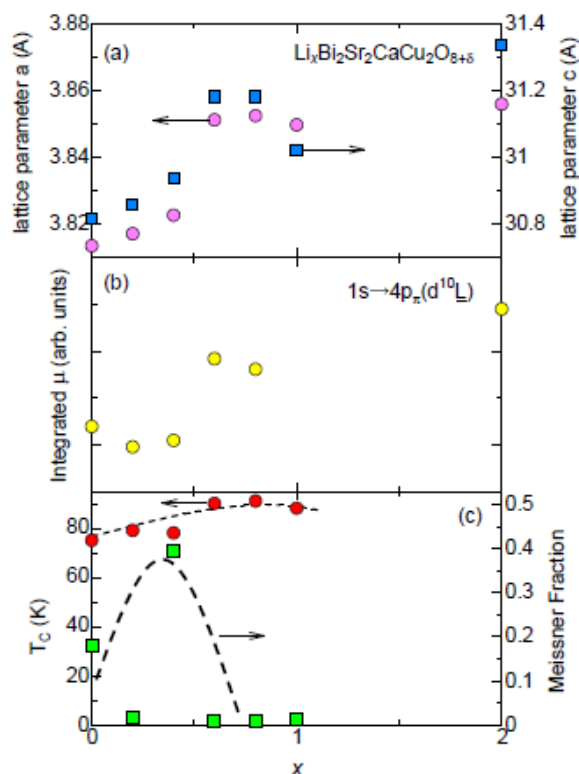 3.88
31.4
(a)
LiₓBi₂Sr₂CaCu₂O₈₊δ
3.86
31.2
3.84
31
3.82
30.8
lattice parameter a (A)
lattice parameter c (A)
(b)
1s→4pπ(d¹⁰L̲)
Integrated μ (arb. units)
(c)
80
60
40
20
0
0.5
0.4
0.3
0.2
0.1
0
T_C (K)
Meissner Fraction
0 1 2
x